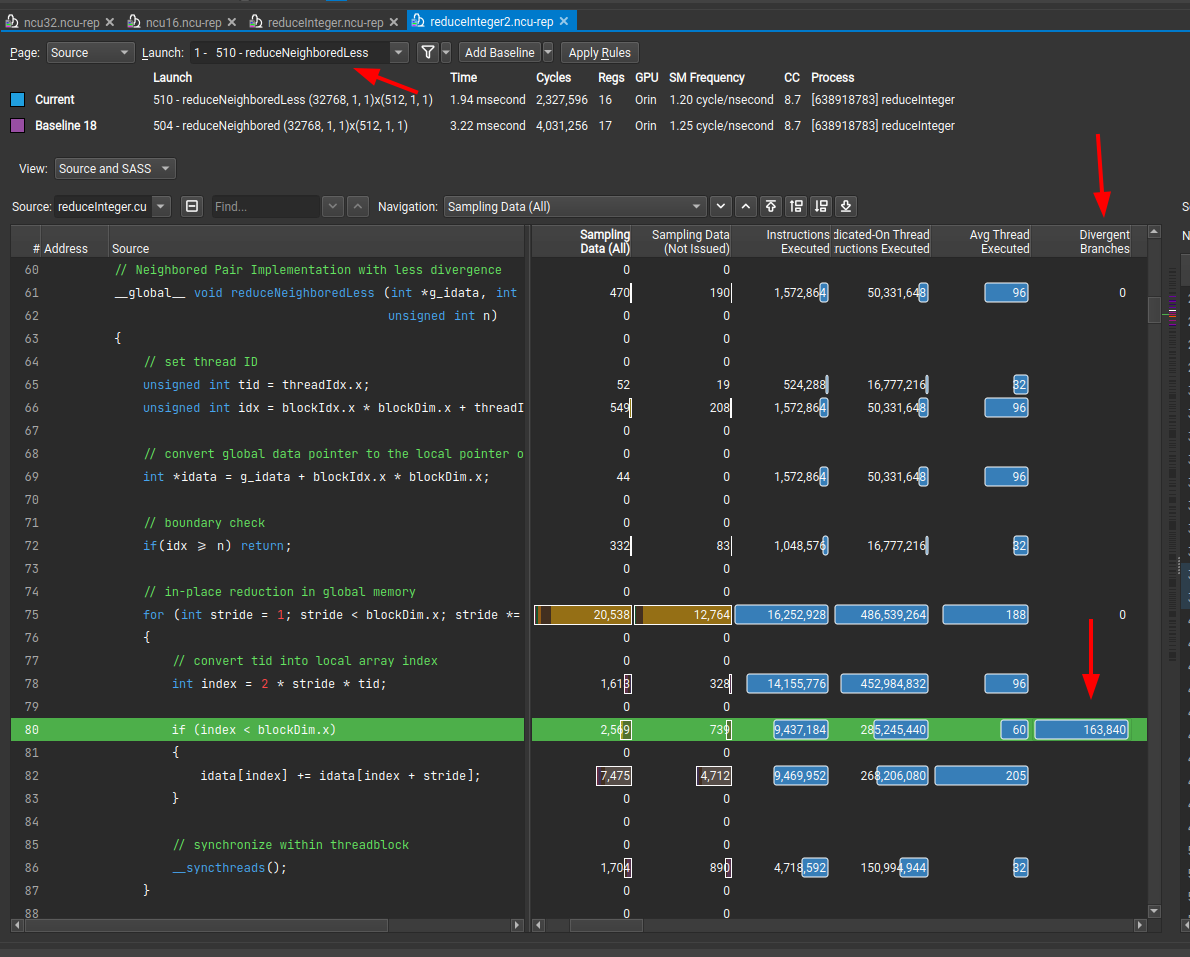 ncu32.ncu-rep ncu16.ncu-rep reduceInteger.ncu-rep reduceInteger2.ncu-rep
Page: Source Launch: 1 - 510 - reduceNeighboredLess Add Baseline Apply Rules
Launch Time Cycles Regs GPU SM Frequency CC Process
Current 510 - reduceNeighboredLess (32768, 1, 1)x(512, 1, 1) 1.94 msecond 2,327,596 16 Orin 1.20 cycle/nsecond 8.7 [638918783] reduceInteger
Baseline 18 504 - reduceNeighbored (32768, 1, 1)x(512, 1, 1) 3.22 msecond 4,031,256 17 Orin 1.25 cycle/nsecond 8.7 [638918783] reduceInteger
View: Source and SASS
Source: reduceInteger.cu Find... Navigation: Sampling Data (All)
Sampling Sampling Data Instructions dicated-On Thread Avg Thread Divergent
# Address Source Data (All) (Not Issued) Executed ructions Executed Executed Branches
60 // Neighbored Pair Implementation with less divergence 0 0
61 __global__ void reduceNeighboredLess (int *g_idata, int 470 190 1,572,864 50,331,648 96 0
62 unsigned int n) 0 0
63 { 0 0
64 // set thread ID 0 0
65 unsigned int tid = threadIdx.x; 52 19 524,288 16,777,216 32
66 unsigned int idx = blockIdx.x * blockDim.x + threadI 549 208 1,572,864 50,331,648 96
67 0 0
68 // convert global data pointer to the local pointer o 0 0
69 int *idata = g_idata + blockIdx.x * blockDim.x; 44 0 1,572,864 50,331,648 96
70 0 0
71 // boundary check 0 0
72 if(idx >= n) return; 332 83 1,048,576 16,777,216 32
73 0 0
74 // in-place reduction in global memory 0 0
75 for (int stride = 1; stride < blockDim.x; stride *= 20,538 12,764 16,252,928 486,539,264 188 0
76 { 0 0
77 // convert tid into local array index 0 0
78 int index = 2 * stride * tid; 1,613 328 14,155,776 452,984,832 96
79 0 0
80 if (index < blockDim.x) 2,569 739 9,437,184 285,245,440 60 163,840
81 { 0 0
82 idata[index] += idata[index + stride]; 7,475 4,712 9,469,952 268,206,080 205
83 } 0 0
84 0 0
85 // synchronize within threadblock 0 0
86 __syncthreads(); 1,704 890 4,718,592 150,994,944 32
87 } 0 0
88 0 0